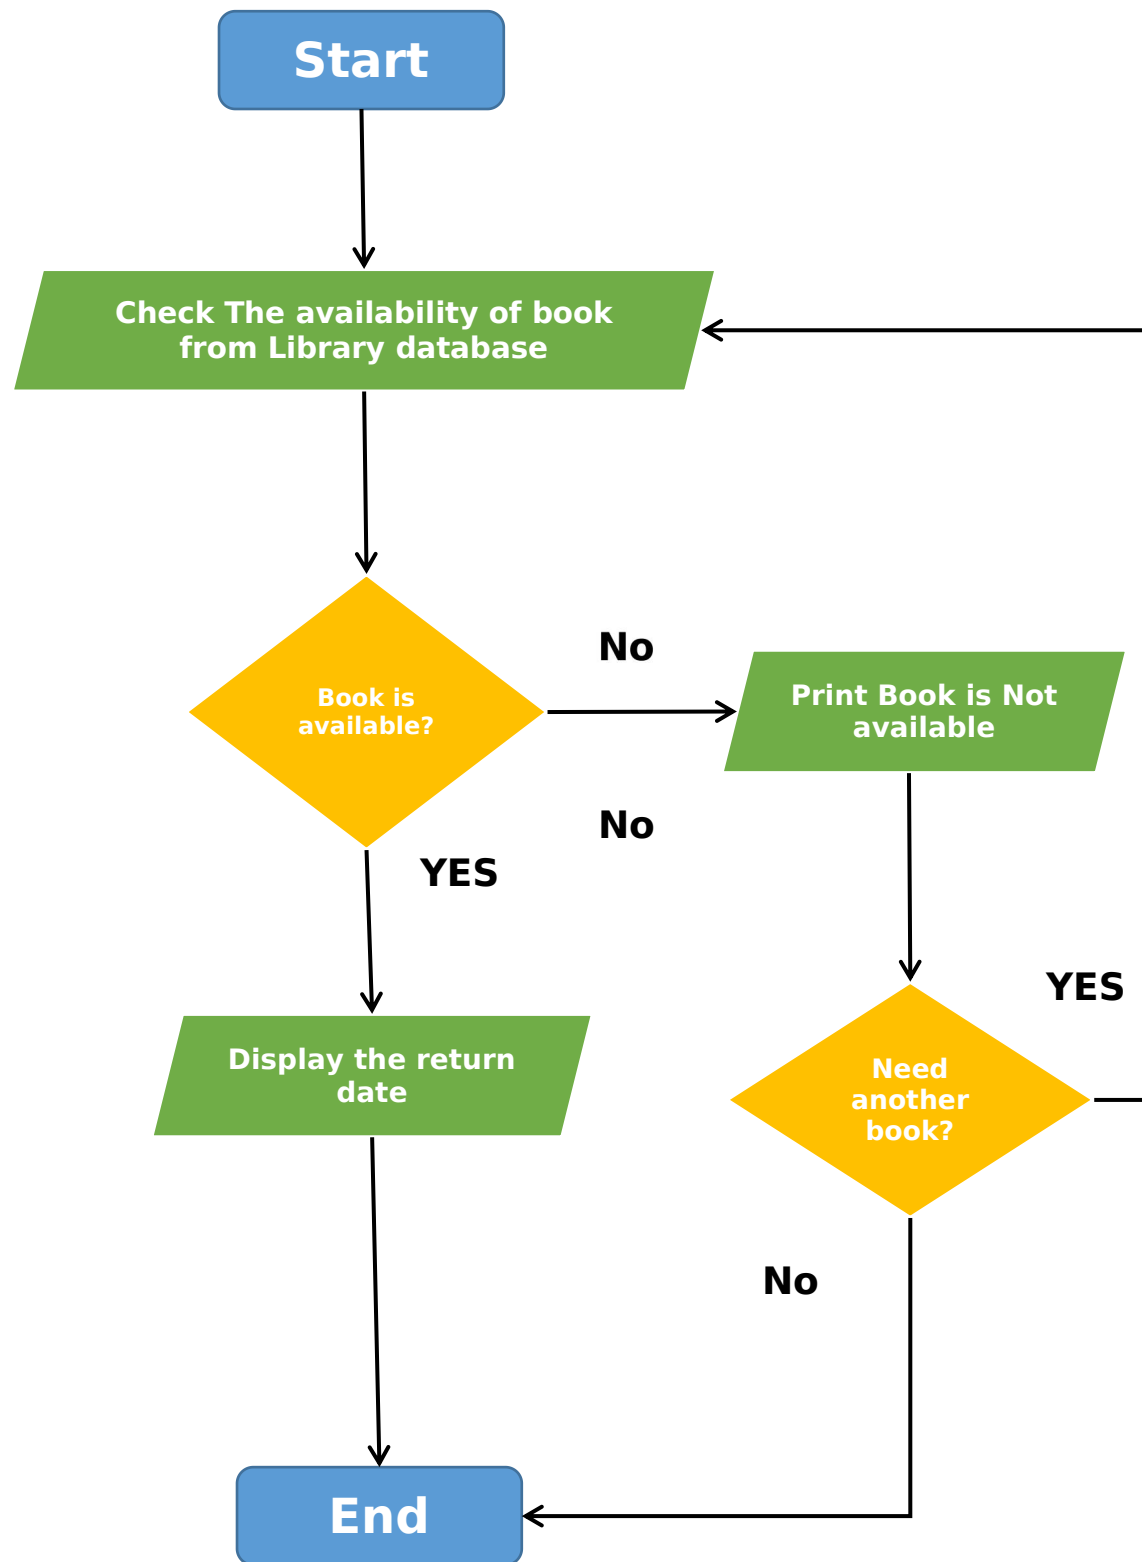 Start
Check The availability of book
from Library database
No
Book is
available?
Print Book is Not
available
No
YES
YES
Display the return
date
Need
another
book?
No
End